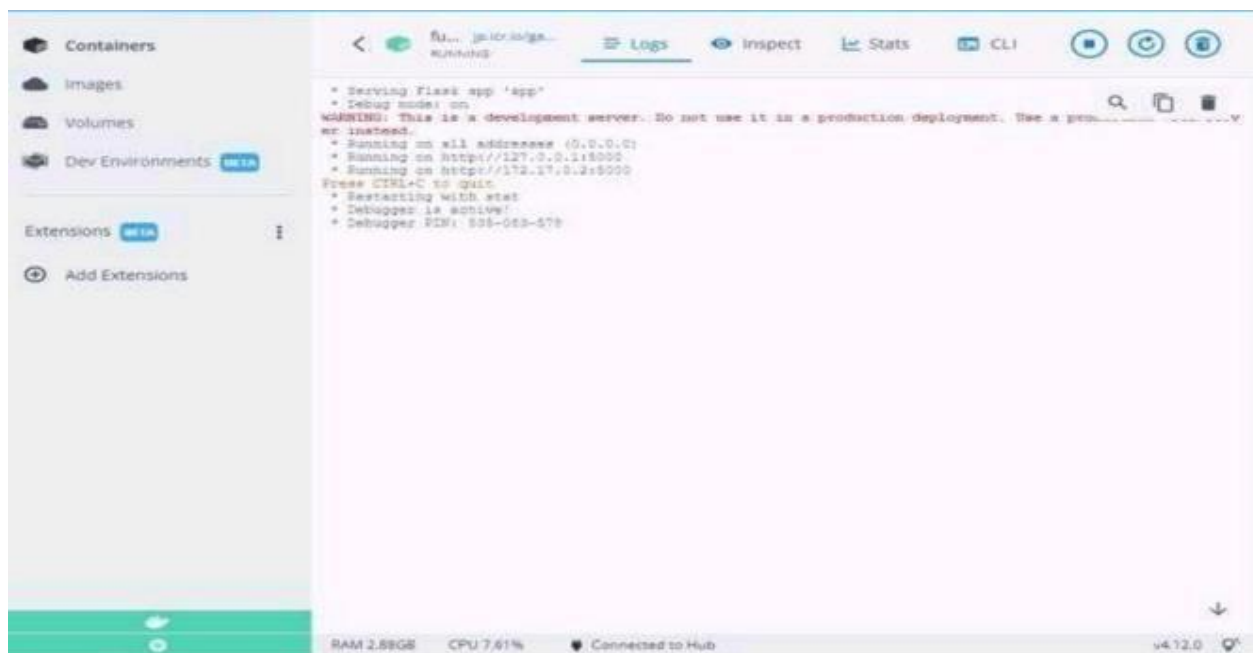 Containers
Images
Volumes
Dev Environments BETA
Extensions BETA
Add Extensions
fu...
RUNNING
Logs
Inspect
Stats
CLI
* Serving Flask app 'app'
* Debug mode: on
WARNING: This is a development server. Do not use it in a production deployment. Use a
er instead.
* Running on all addresses (0.0.0.0)
* Running on http://127.0.0.1:5000
* Running on http://172.17.0.2:5000
Press CTRL+C to quit
* Restarting with stat
* Debugger is active!
* Debugger PIN:
RAM 2.88GB CPU 7.61% Connected to Hub v4.12.0